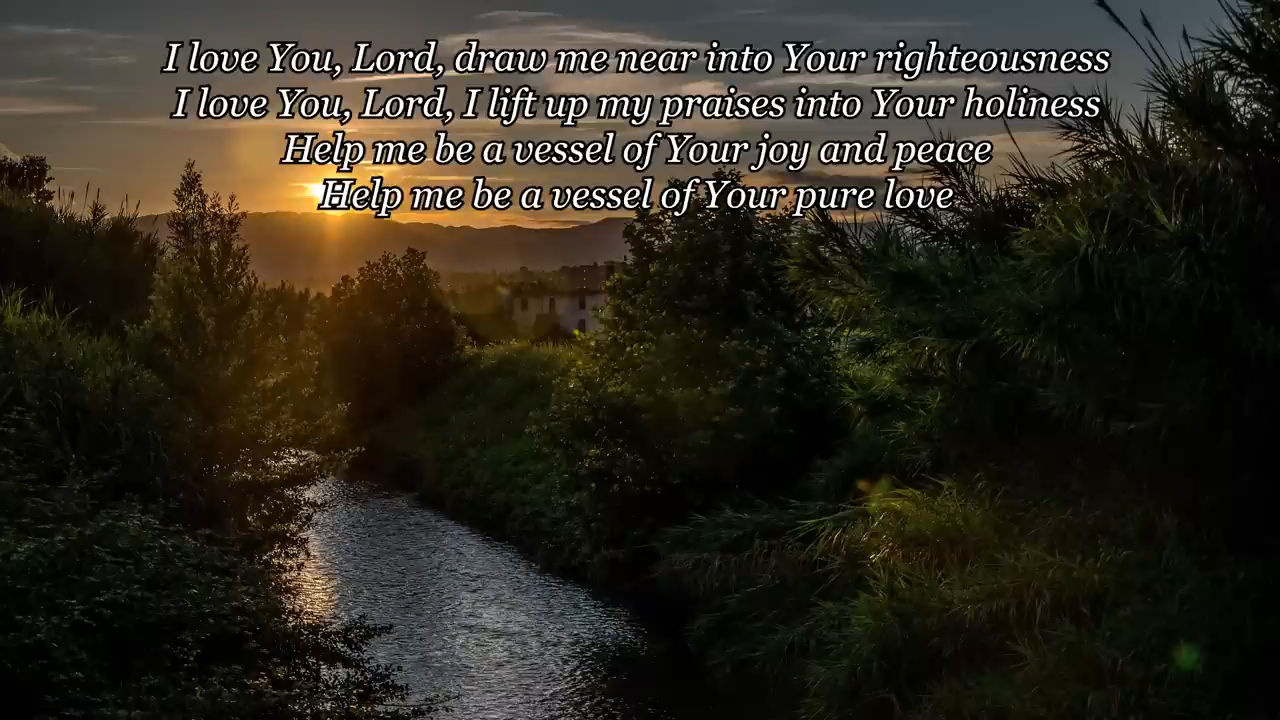 I love You, Lord, draw me near into Your righteousness
I love You, Lord, I lift up my praises into Your holiness
Help me be a vessel of Your joy and peace
Help me be a vessel of Your pure love